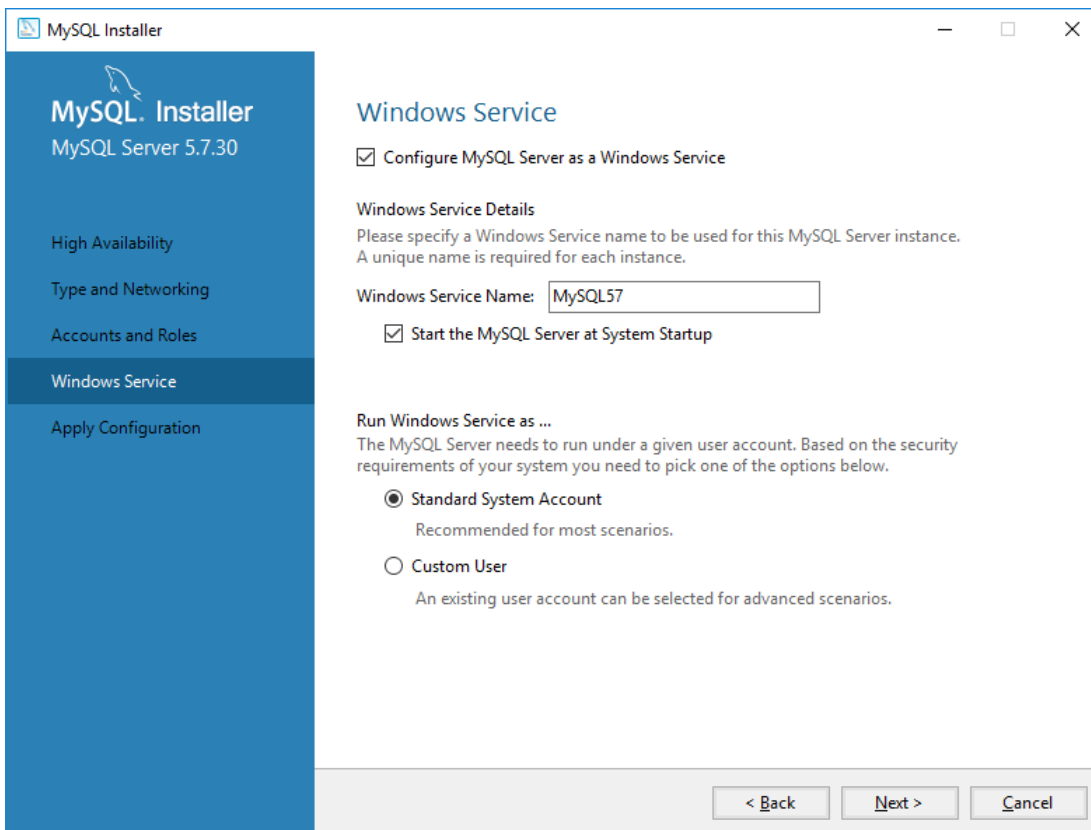 MySQL Installer
MySQL. Installer
MySQL Server 5.7.30
High Availability
Type and Networking
Accounts and Roles
Windows Service
Apply Configuration
Windows Service
Configure MySQL Server as a Windows Service
Windows Service Details
Please specify a Windows Service name to be used for this MySQL Server instance.
A unique name is required for each instance.
Windows Service Name: MySQL57
Start the MySQL Server at System Startup
Run Windows Service as ...
The MySQL Server needs to run under a given user account. Based on the security
requirements of your system you need to pick one of the options below.
Standard System Account
Recommended for most scenarios.
Custom User
An existing user account can be selected for advanced scenarios.
< Back Next > Cancel